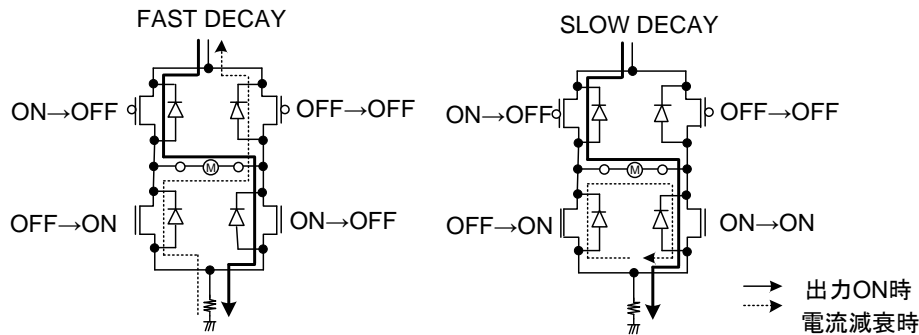 FAST DECAY
SLOW DECAY
ON→OFF
OFF→OFF
ON→OFF
OFF→OFF
M
M
OFF→ON
ON→OFF
OFF→ON
ON→ON
出力ON時
電流減衰時